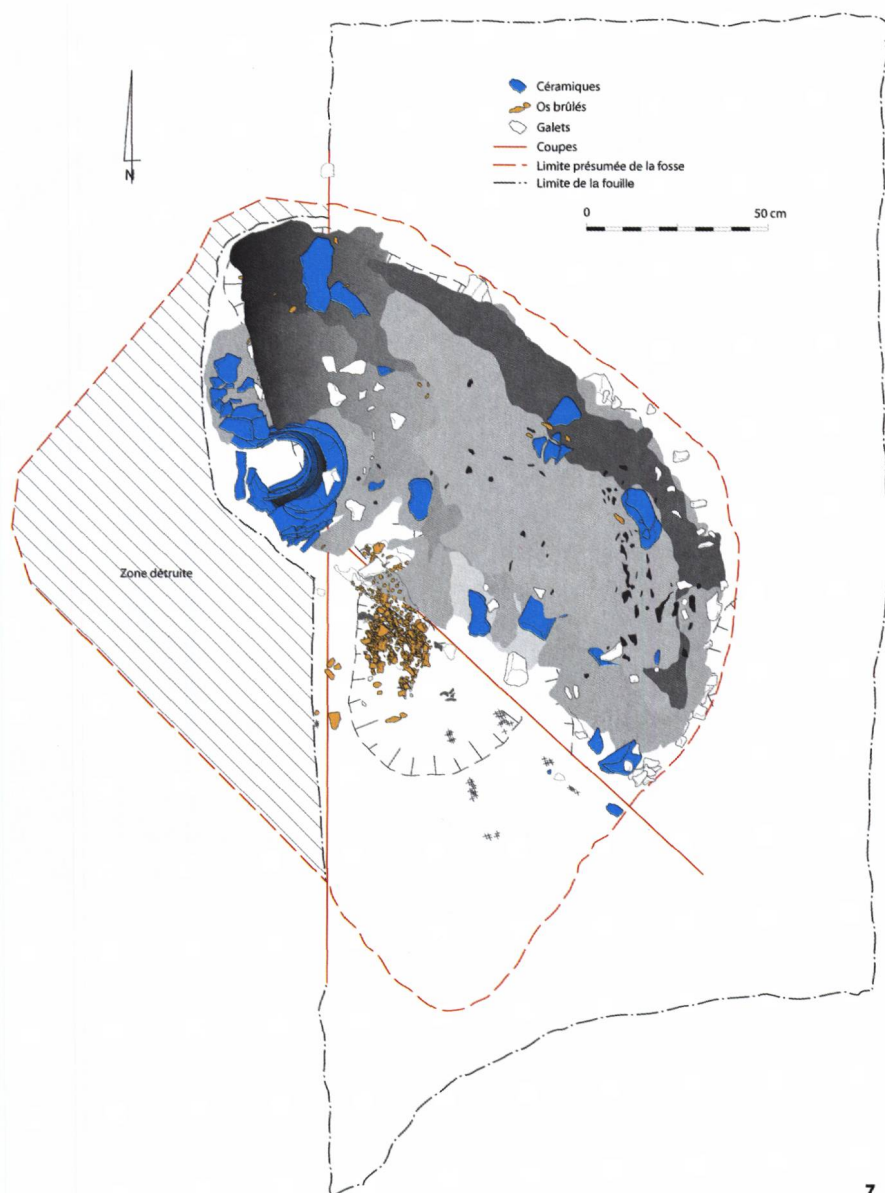 Céramiques
Os brûlés
Galets
Coupes
Limite présumée de la fosse
Limite de la fouille
0 50 cm
N
Zone détruite
7